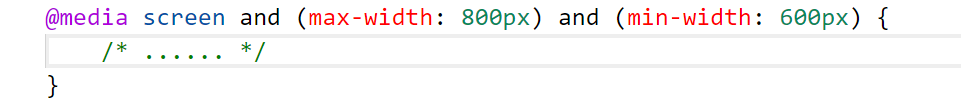 @media screen and (max-width: 800px) and (min-width: 600px) {
    /* ...... */
}